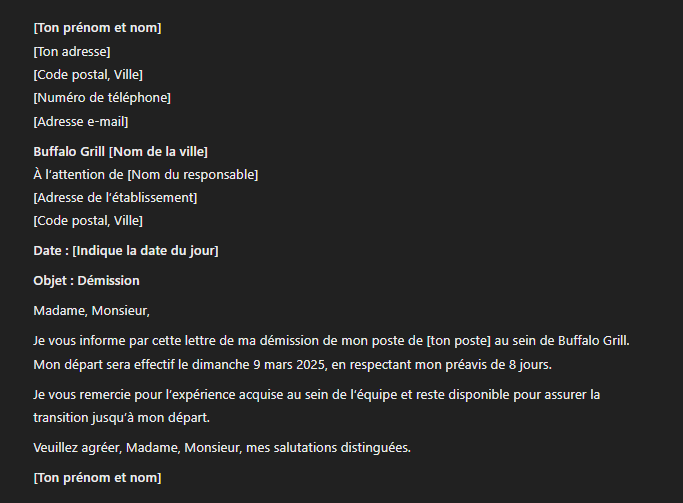 [Ton prénom et nom]
[Ton adresse]
[Code postal, Ville]
[Numéro de téléphone]
[Adresse e-mail]
Buffalo Grill [Nom de la ville]
À l’attention de [Nom du responsable]
[Adresse de l’établissement]
[Code postal, Ville]
Date : [Indique la date du jour]
Objet : Démission
Madame, Monsieur,
Je vous informe par cette lettre de ma démission de mon poste de [ton poste] au sein de Buffalo Grill.
Mon départ sera effectif le dimanche 9 mars 2025, en respectant mon préavis de 8 jours.
Je vous remercie pour l’expérience acquise au sein de l’équipe et reste disponible pour assurer la
transition jusqu’à mon départ.
Veuillez agréer, Madame, Monsieur, mes salutations distinguées.
[Ton prénom et nom]